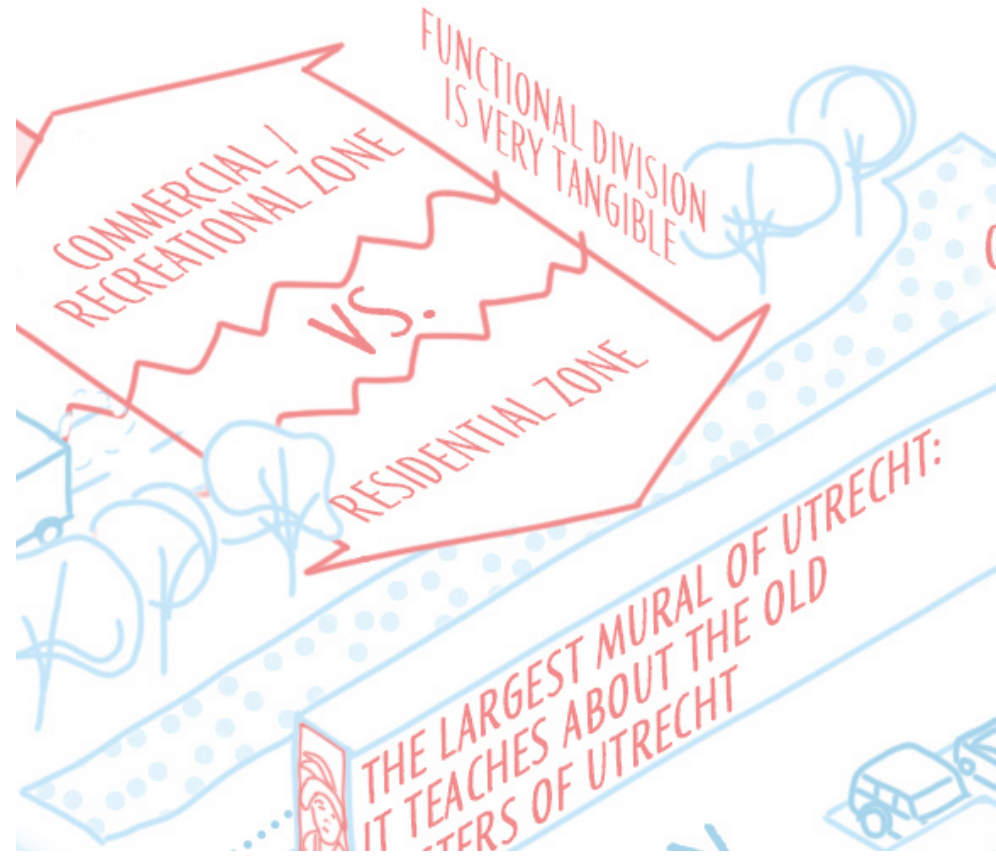 FUNCTIONAL DIVISION
IS VERY TANGIBLE
COMMERCIAL /
RECREATIONAL ZONE
VS.
RESIDENTIAL ZONE
THE LARGEST MURAL OF UTRECHT:
IT TEACHES ABOUT THE OLD
OF UTRECHT